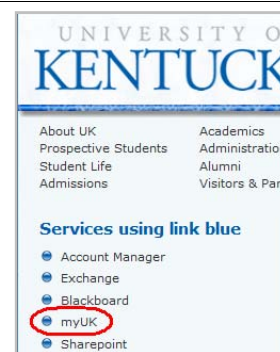 UNIVERSITY O
KENTUCK
About UK
Prospective Students
Student Life
Admissions
Academics
Administratio
Alumni
Visitors & Par
Services using link blue
Account Manager
Exchange
Blackboard
myUK
Sharepoint